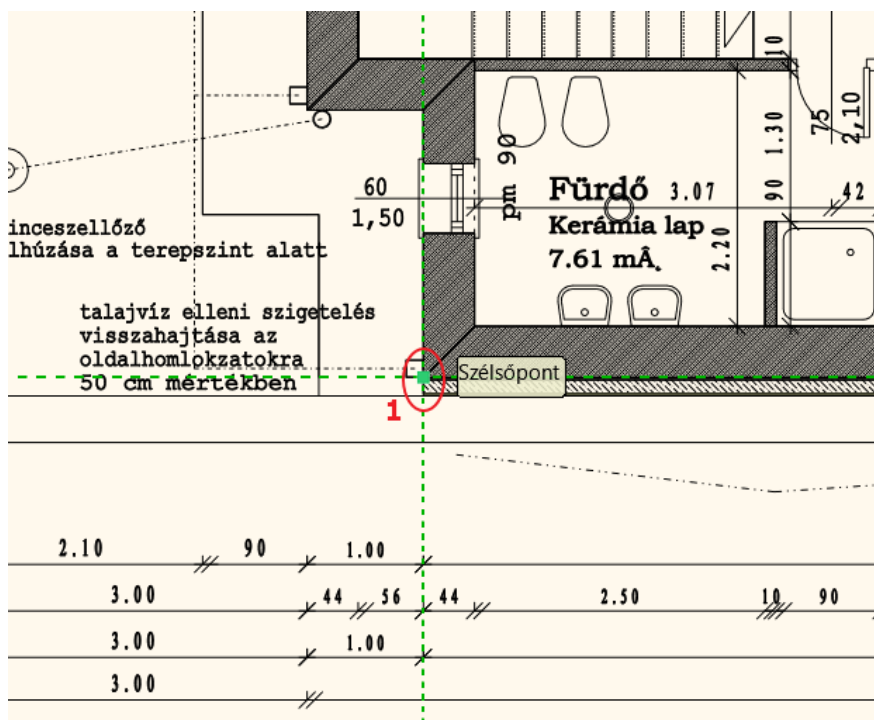 10
75
2,10
1.30
60
1,50
pm 90
Fürdő
3.07
90
42
Kerámia lap
7.61 mÂ˛
2.20
inceszellőző
lhúzása a terepszint alatt
talajvíz elleni szigetelés
visszahajtása az
oldalhomlokzatokra
50 cm mértékben
Szélsőpont
1
2.10 90 1.00
3.00 44 56 44 2.50 10 90
3.00 1.00
3.00